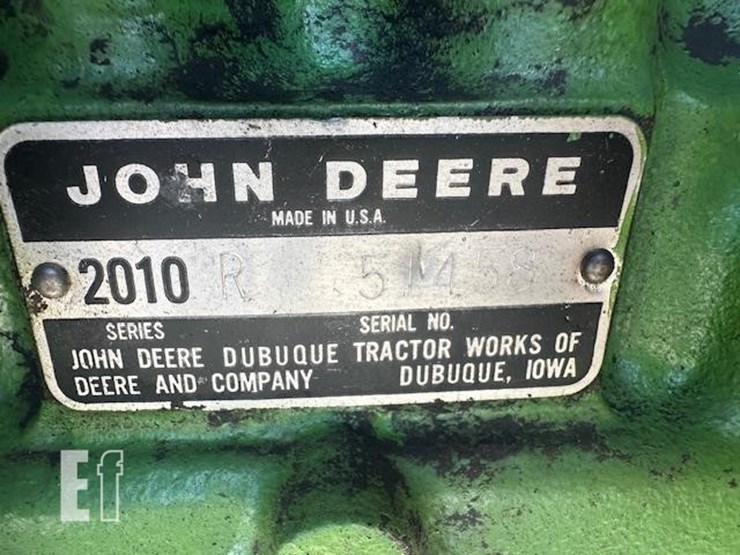 JOHN DEERE
MADE IN U.S.A.
2010 R
SERIES SERIAL NO.
JOHN DEERE DUBUQUE TRACTOR WORKS OF
DEERE AND COMPANY DUBUQUE, IOWA
Ef